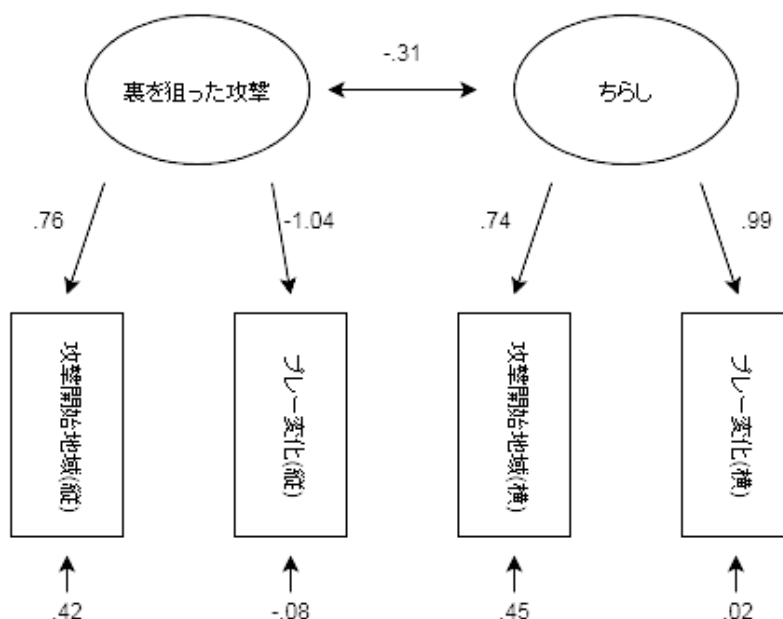 -.31
裏を狙った攻撃
ちらし
.76
-1.04
.74
.99
攻撃開始地域(縦)
プレー変化(縦)
攻撃開始地域(横)
プレー変化(横)
.42
-.08
.45
.02